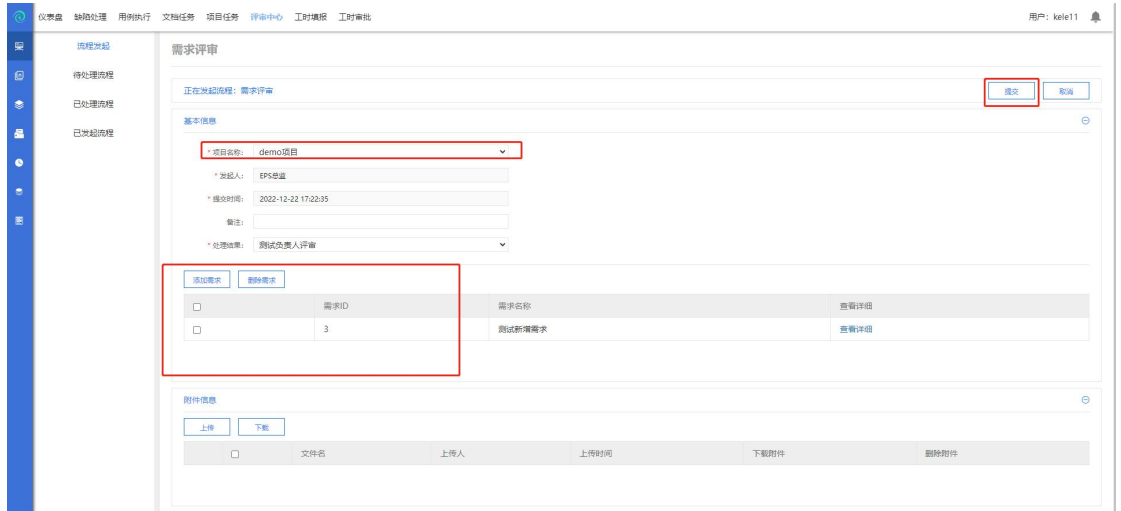 仪表盘 缺陷处理 用例执行 文档任务 项目任务 评审中心 工时填报 工时审批 用户：kele11
流程发起
待处理流程
已处理流程
已发起流程
需求评审
正在发起流程：需求评审 提交 取消
基本信息
*项目名称： demo项目
*发起人： EPS总监
*提交时间： 2022-12-22 17:22:35
备注：
*处理结果： 测试负责人评审
添加需求 删除需求
需求ID 需求名称 查看详细
3 测试新增需求 查看详细
附件信息
上传 下载
文件名 上传人 上传时间 下载附件 删除附件